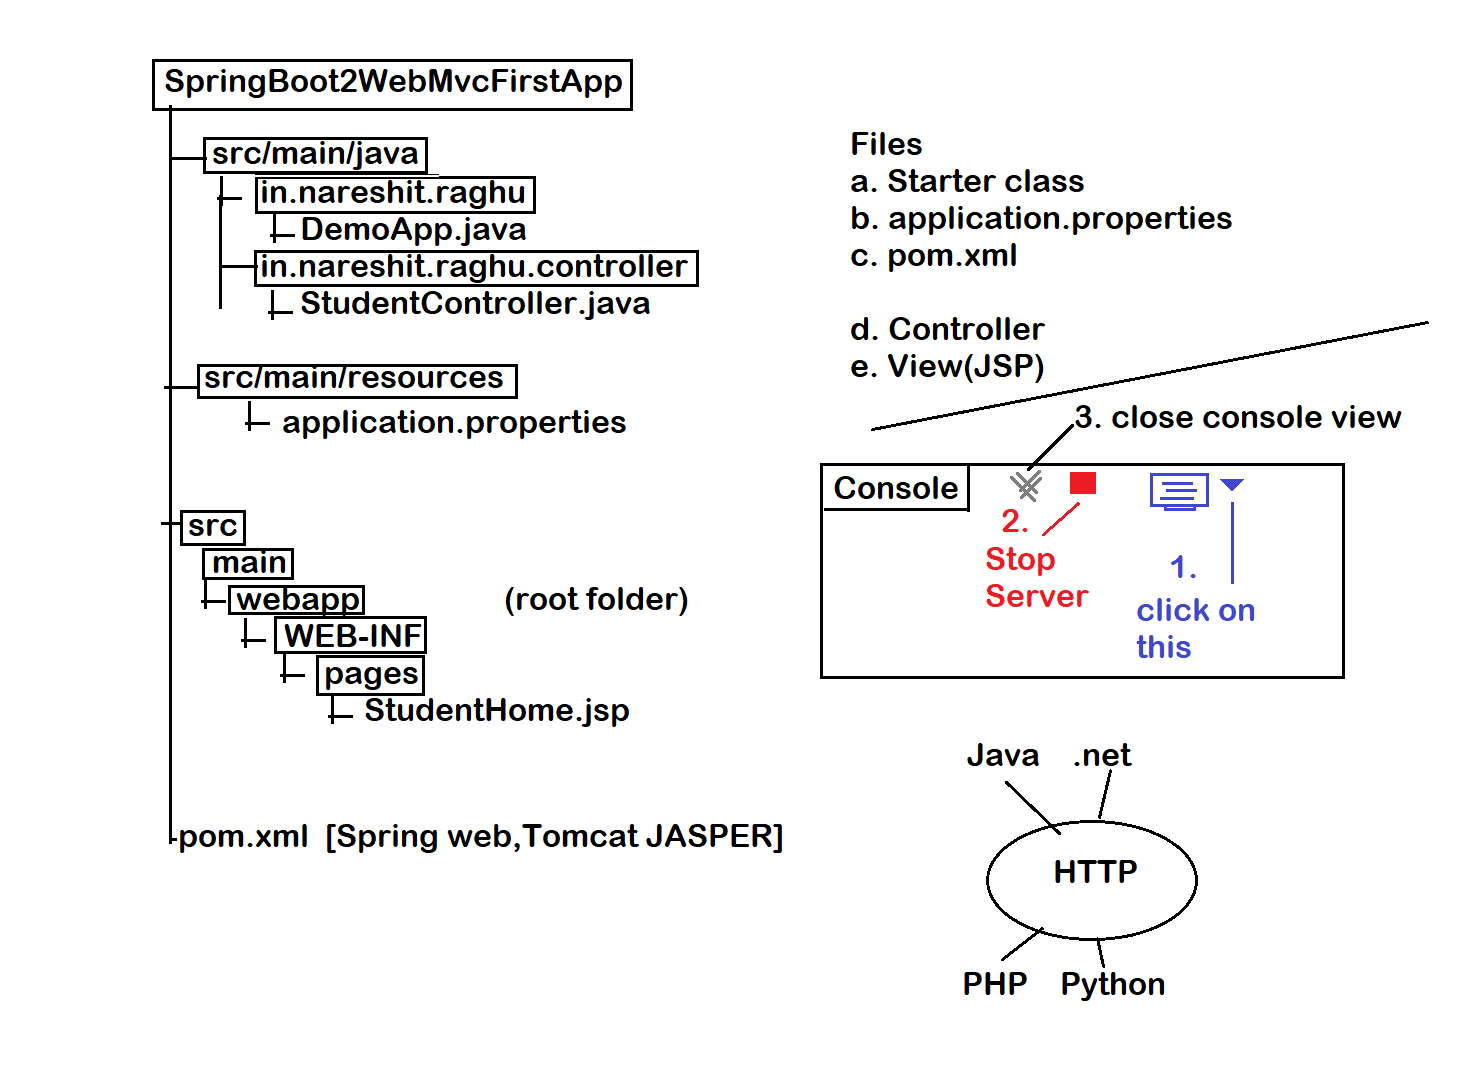 SpringBoot2WebMvcFirstApp
src/main/java
in.nareshit.raghu
DemoApp.java
in.nareshit.raghu.controller
StudentController.java
src/main/resources
application.properties
src
main
webapp (root folder)
WEB-INF
pages
StudentHome.jsp
pom.xml [Spring web,Tomcat JASPER]
Files
a. Starter class
b. application.properties
c. pom.xml
d. Controller
e. View(JSP)
3. close console view
Console
2.
Stop
Server
1.
click on
this
Java .net
HTTP
PHP Python